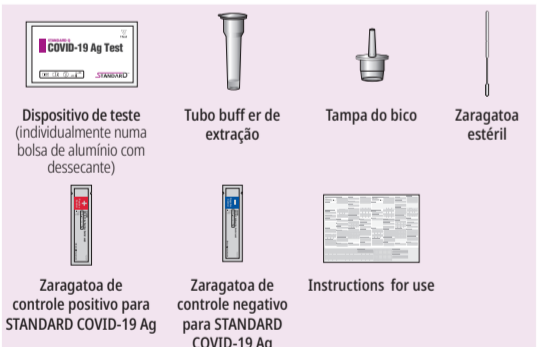 COVID-19 Ag Test
STANDARD
Dispositivo de teste
(individualmente numa
bolsa de alumínio com
dessecante)
Tubo buff er de
extração
Tampa do bico
Zaragatoa
estéril
Zaragatoa de
controle positivo para
STANDARD COVID-19 Ag
Zaragatoa de
controle negativo
para STANDARD
COVID-19 Ag
Instructions for use